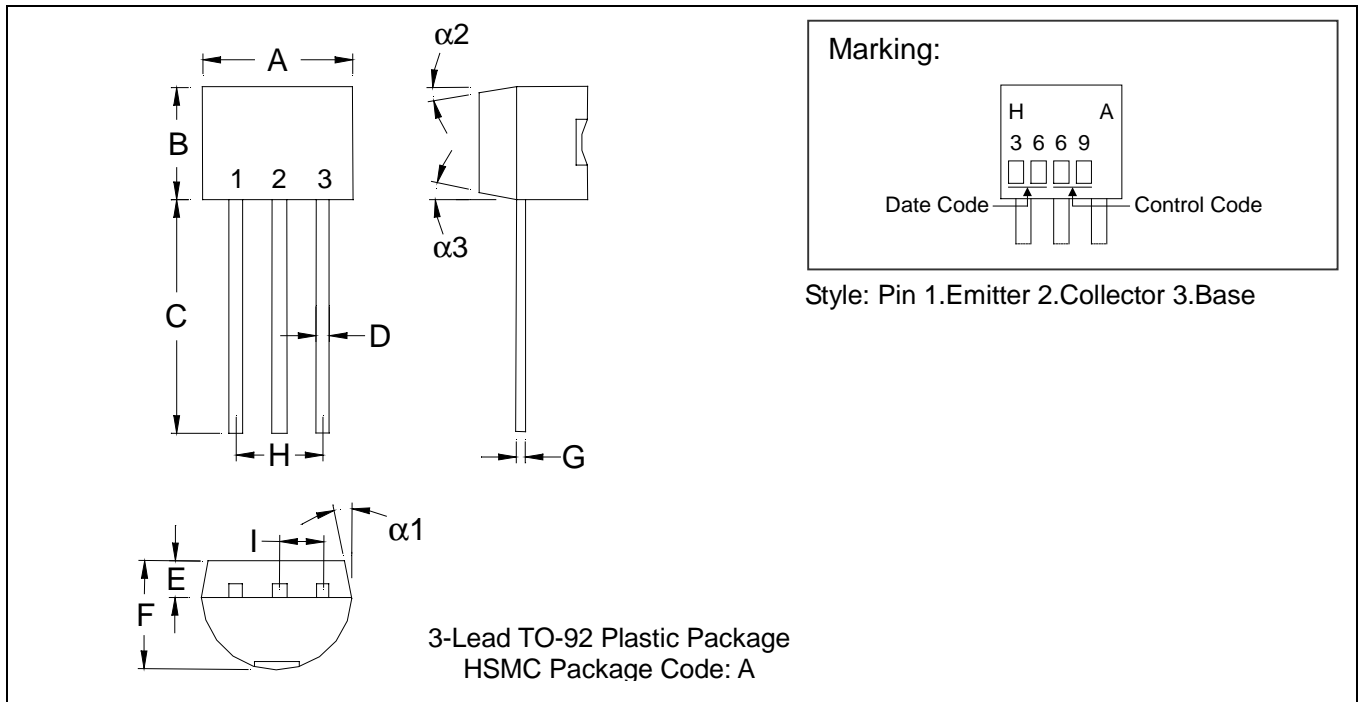 α2
A
B
1 2 3
α3
C
D
H
G
α1
I
E
F
3-Lead TO-92 Plastic Package
HSMC Package Code: A
Marking:
H A
3 6 6 9
Date Code Control Code
Style: Pin 1.Emitter 2.Collector 3.Base